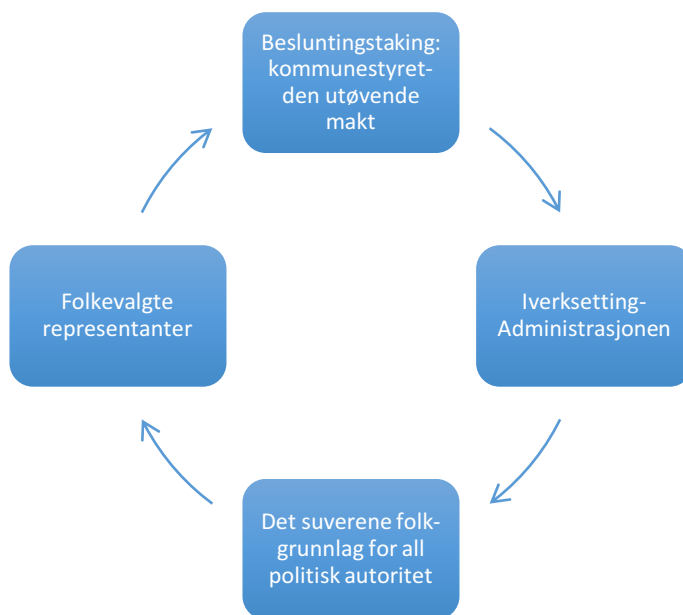 Besluntingstaking:
kommunestyret-
den utøvende
makt
Folkevalgte
representanter
Iverksetting-
Administrasjonen
Det suverene folk-
grunnlag for all
politisk autoritet